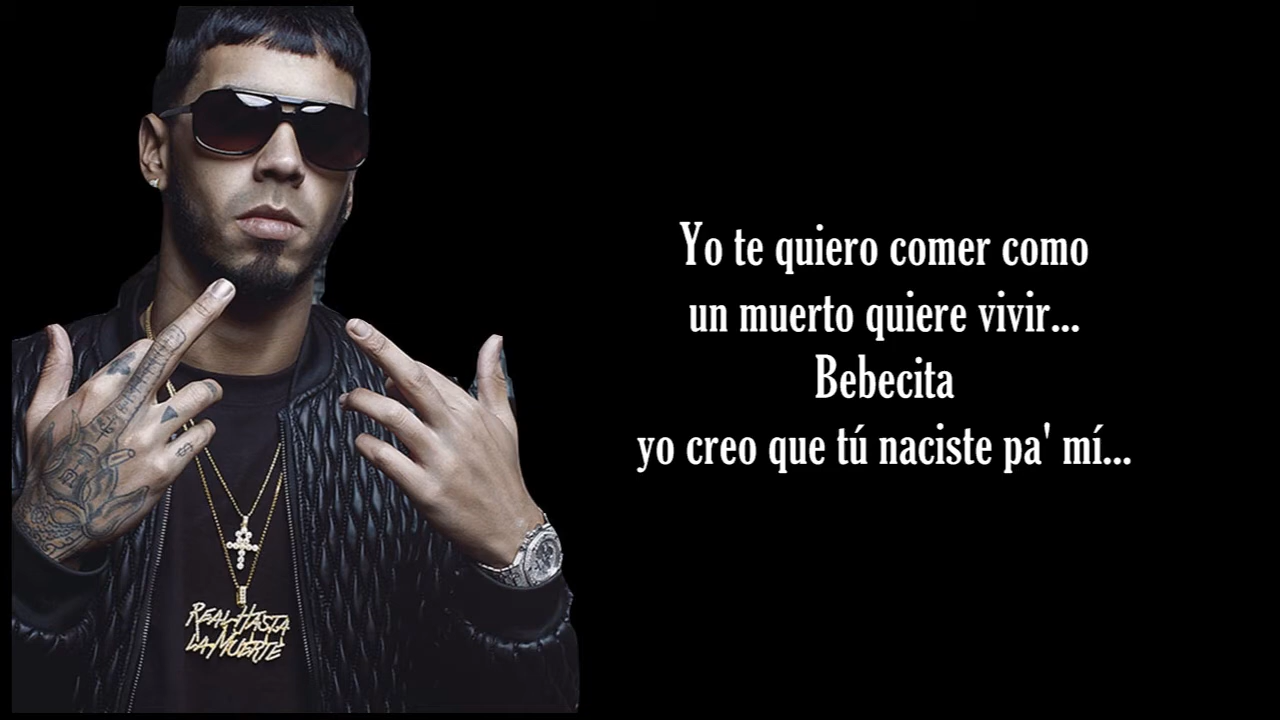 Yo te quiero comer como
un muerto quiere vivir...
Bebecita
yo creo que tú naciste pa' mí...
REAL HASTA
LA MUERTE